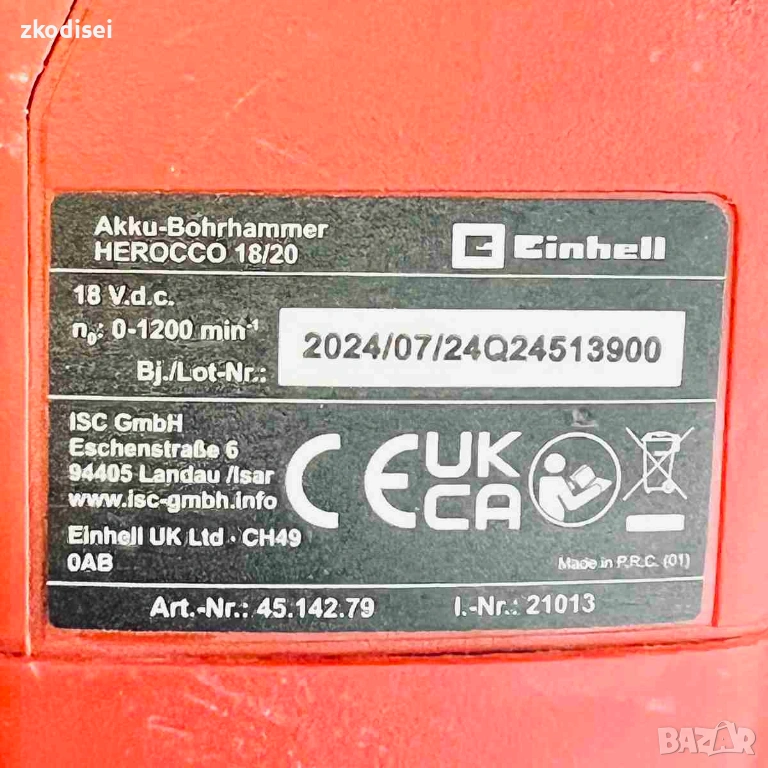 zkodisei
Akku-Bohrhammer
HEROCCO 18/20
Einhell
18 V.d.c.
n₀: 0-1200 min⁻¹
Bj./Lot-Nr.:
2024/07/24Q24513900
ISC GmbH
Eschenstraße 6
94405 Landau /Isar
www.isc-gmbh.info
Einhell UK Ltd · CH49
0AB
CE
UK
CA
Made in P.R.C. (01)
Art.-Nr.: 45.142.79
I.-Nr.: 21013
BAZAR